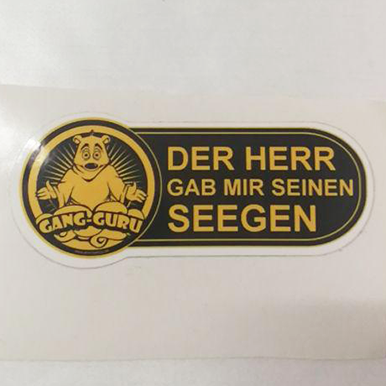 GANG-GURU
DER HERR
GAB MIR SEINEN
SEEGEN